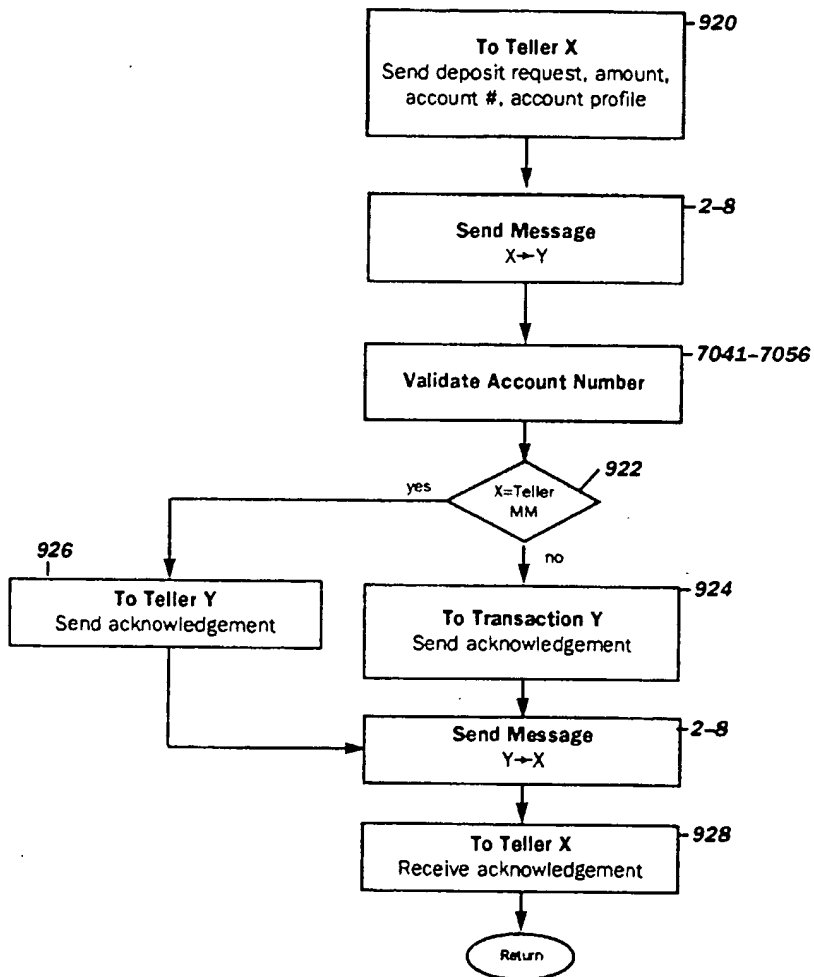 920
To Teller X
Send deposit request, amount,
account #, account profile
2-8
Send Message
X→Y
7041-7056
Validate Account Number
922
X=Teller
MM
yes
no
926
To Teller Y
Send acknowledgement
924
To Transaction Y
Send acknowledgement
2-8
Send Message
Y→X
928
To Teller X
Receive acknowledgement
Return